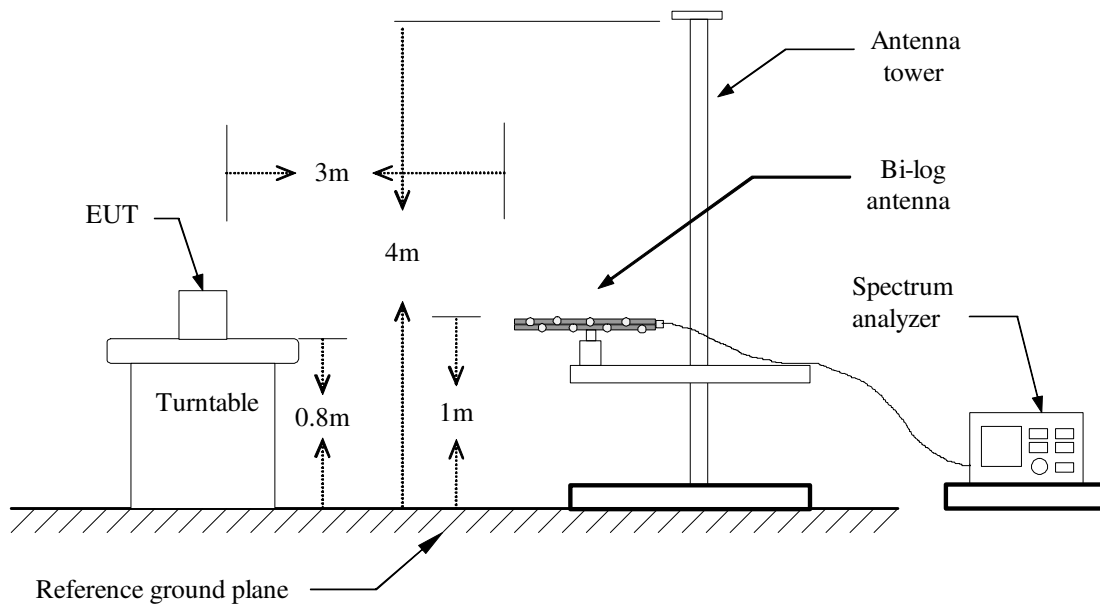 Antenna
tower
3m
Bi-log
antenna
EUT
4m
Spectrum
analyzer
Turntable
0.8m
1m
Reference ground plane